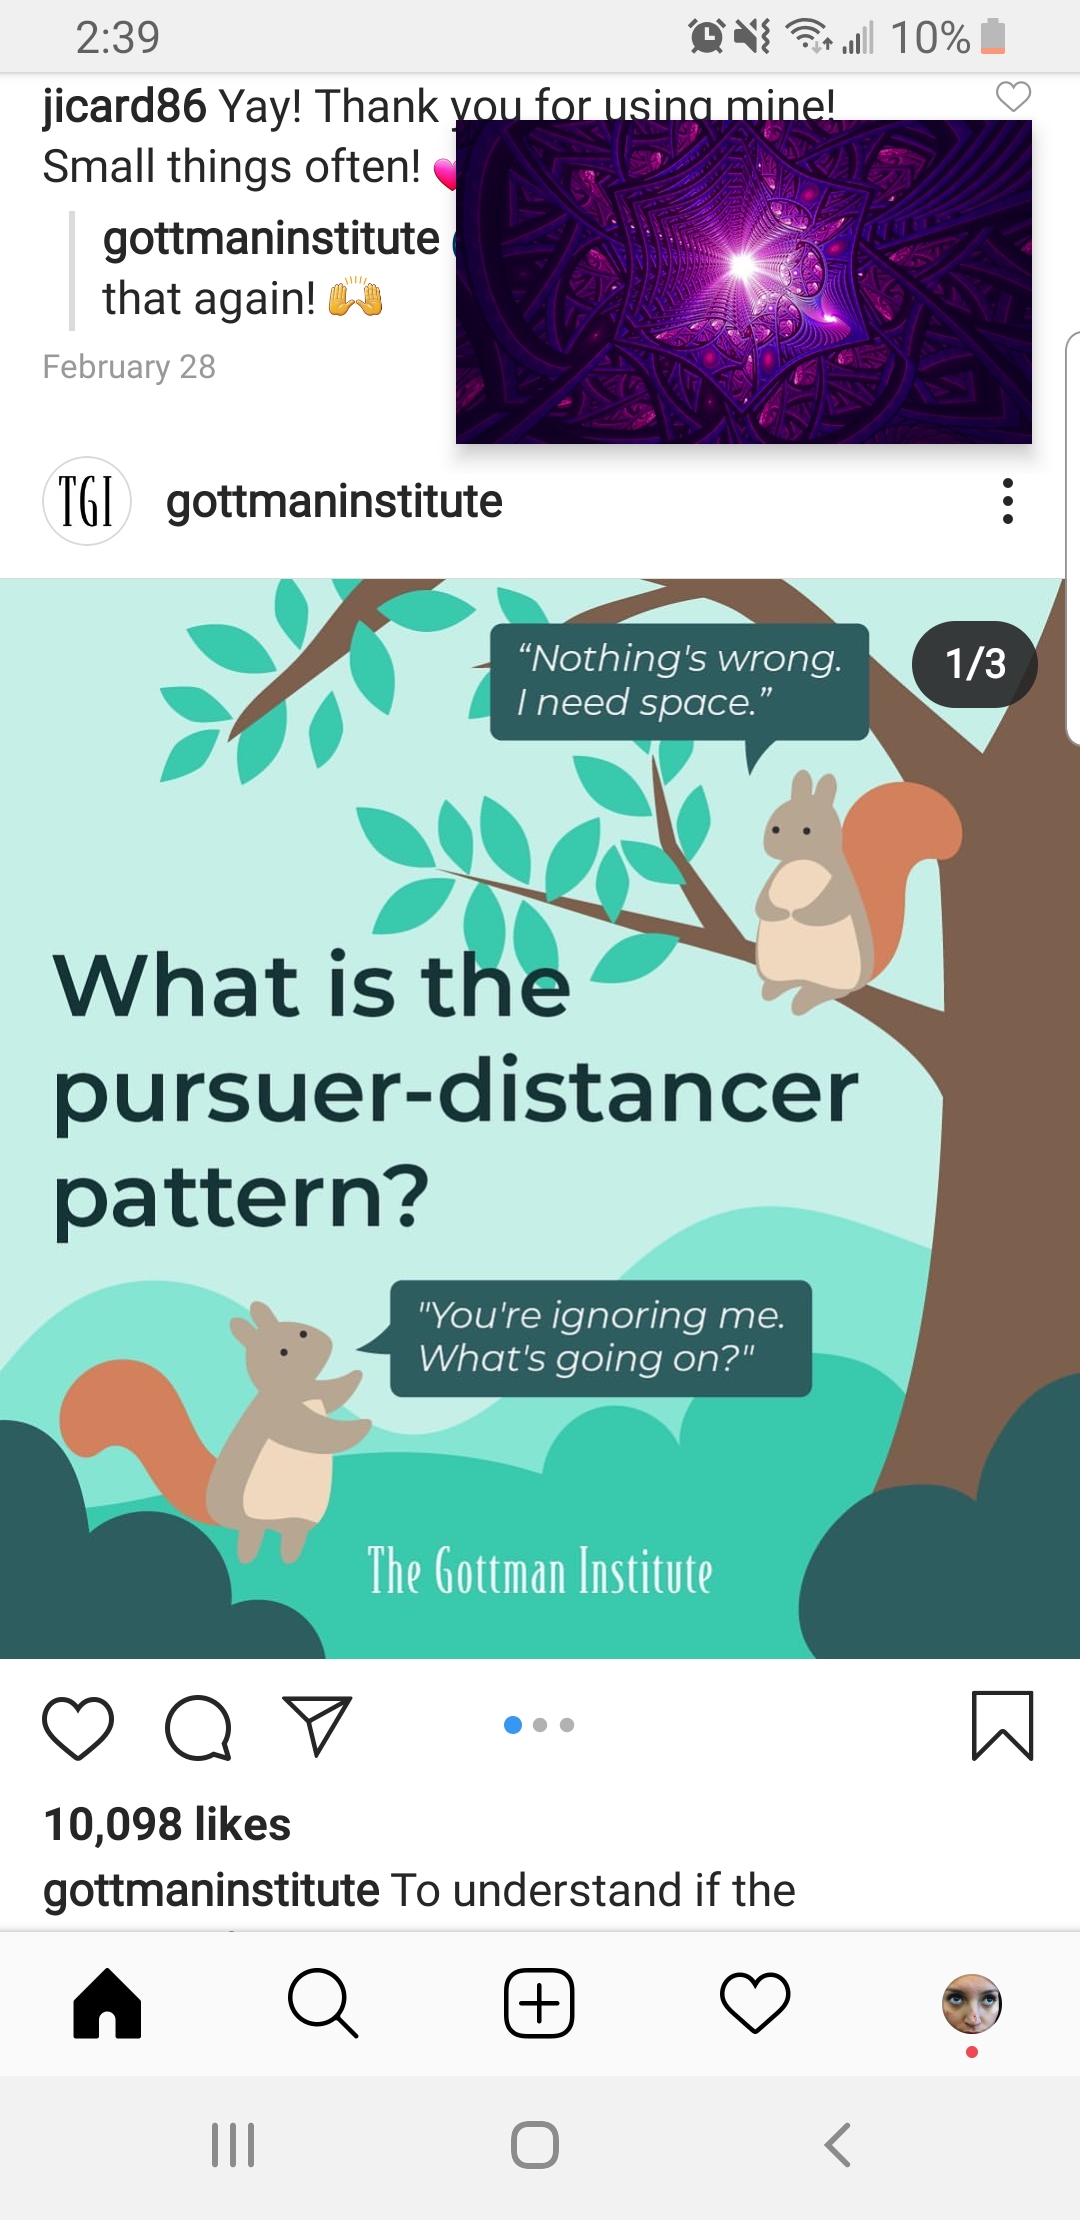 2:39 10%
jicard86 Yay! Thank you for using mine!
Small things often!
gottmaninstitute
that again!
February 28
TGI gottmaninstitute
"Nothing's wrong.
I need space."
1/3
What is the
pursuer-distancer
pattern?
"You're ignoring me.
What's going on?"
The Gottman Institute
10,098 likes
gottmaninstitute To understand if the